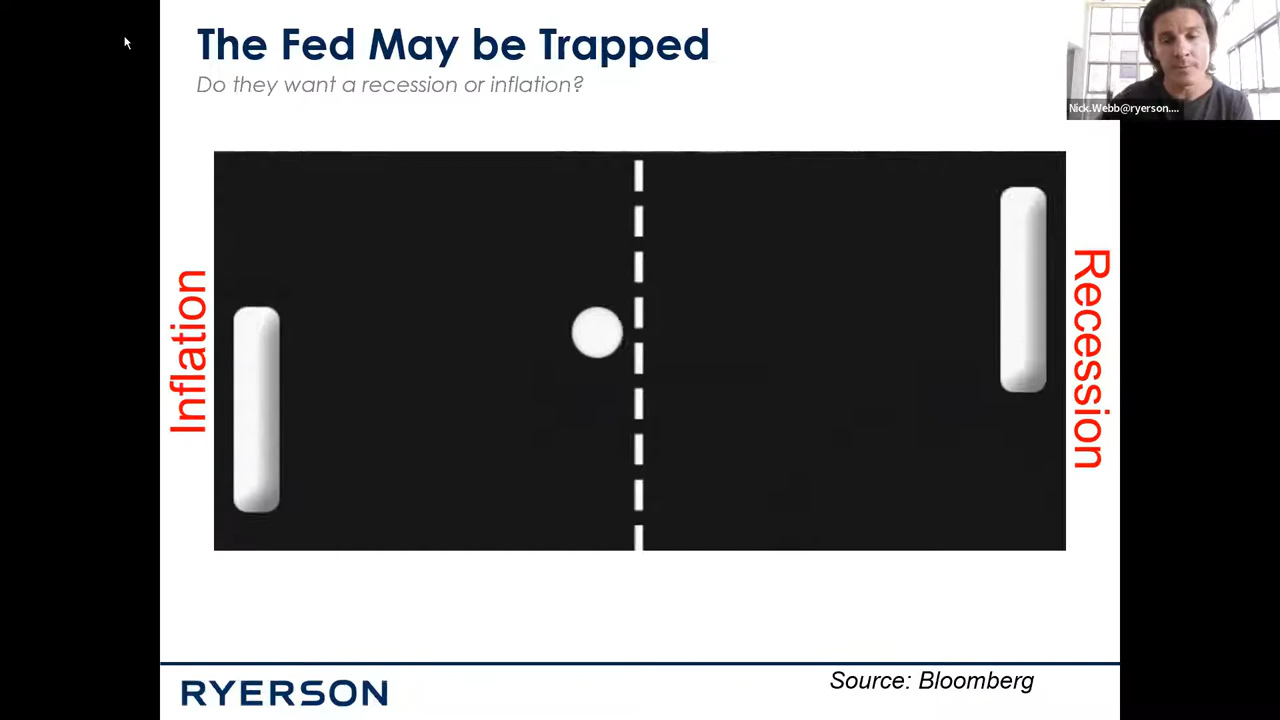 The Fed May be Trapped
Do they want a recession or inflation?
Nick.Webb@ryerson....
Inflation
Recession
Source: Bloomberg
RYERSON